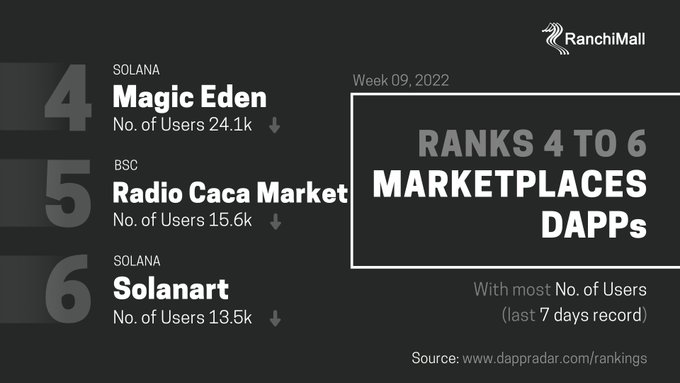 RanchiMall
4
SOLANA
Magic Eden
No. of Users 24.1k
5
BSC
Radio Caca Market
No. of Users 15.6k
6
SOLANA
Solanart
No. of Users 13.5k
Week 09, 2022
RANKS 4 TO 6
MARKETPLACES
DAPPs
With most No. of Users
(last 7 days record)
Source: www.dappradar.com/rankings